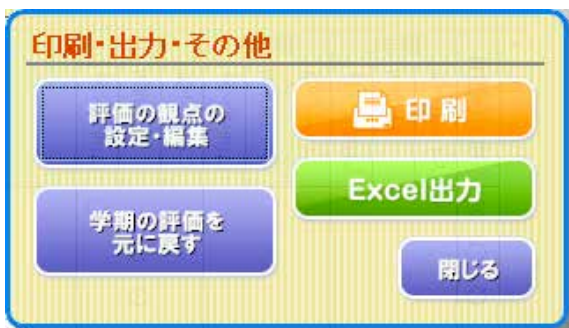 印刷・出力・その他
評価の観点の
設定・編集
印 刷
Excel出力
学期の評価を
元に戻す
閉じる